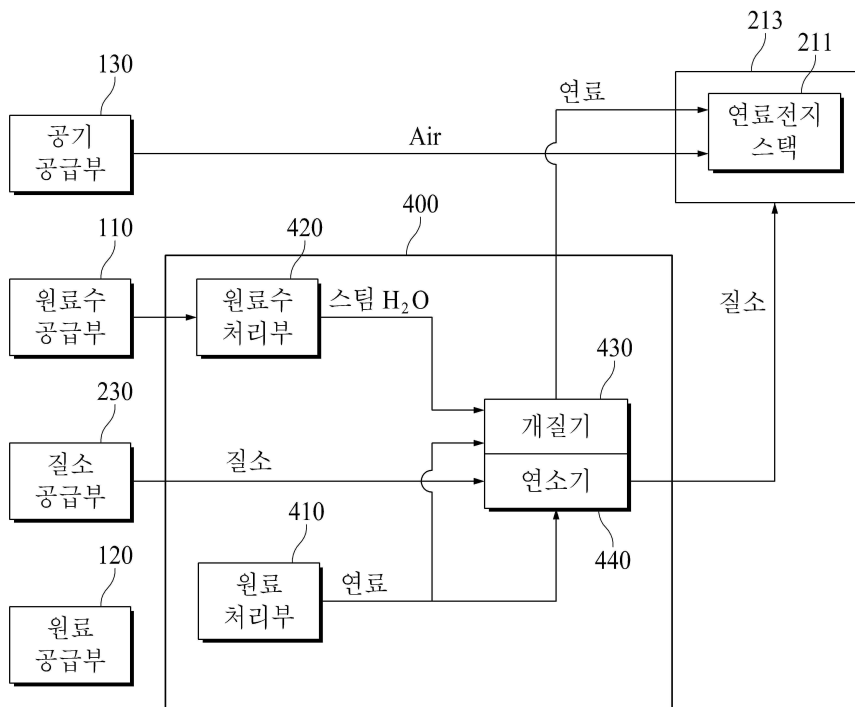 213
211
130
연료
연료전지
스택
공기
공급부
Air
110
420
400
원료수
공급부
원료수
처리부
스팀 H₂O
질소
430
230
개질기
질소
공급부
질소
연소기
410
440
120
원료
처리부
연료
원료
공급부